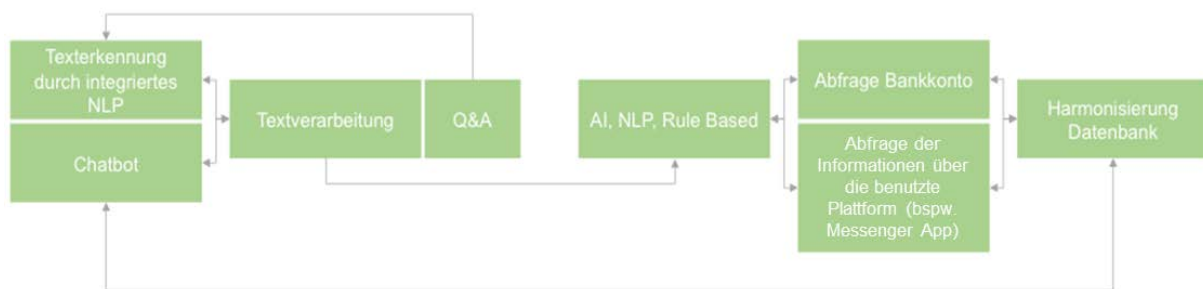 Texterkennung
durch integriertes
NLP
Chatbot
Textverarbeitung
Q&A
AI, NLP, Rule Based
Abfrage Bankkonto
Abfrage der
Informationen über
die benutzte
Plattform (bspw.
Messenger App)
Harmonisierung
Datenbank